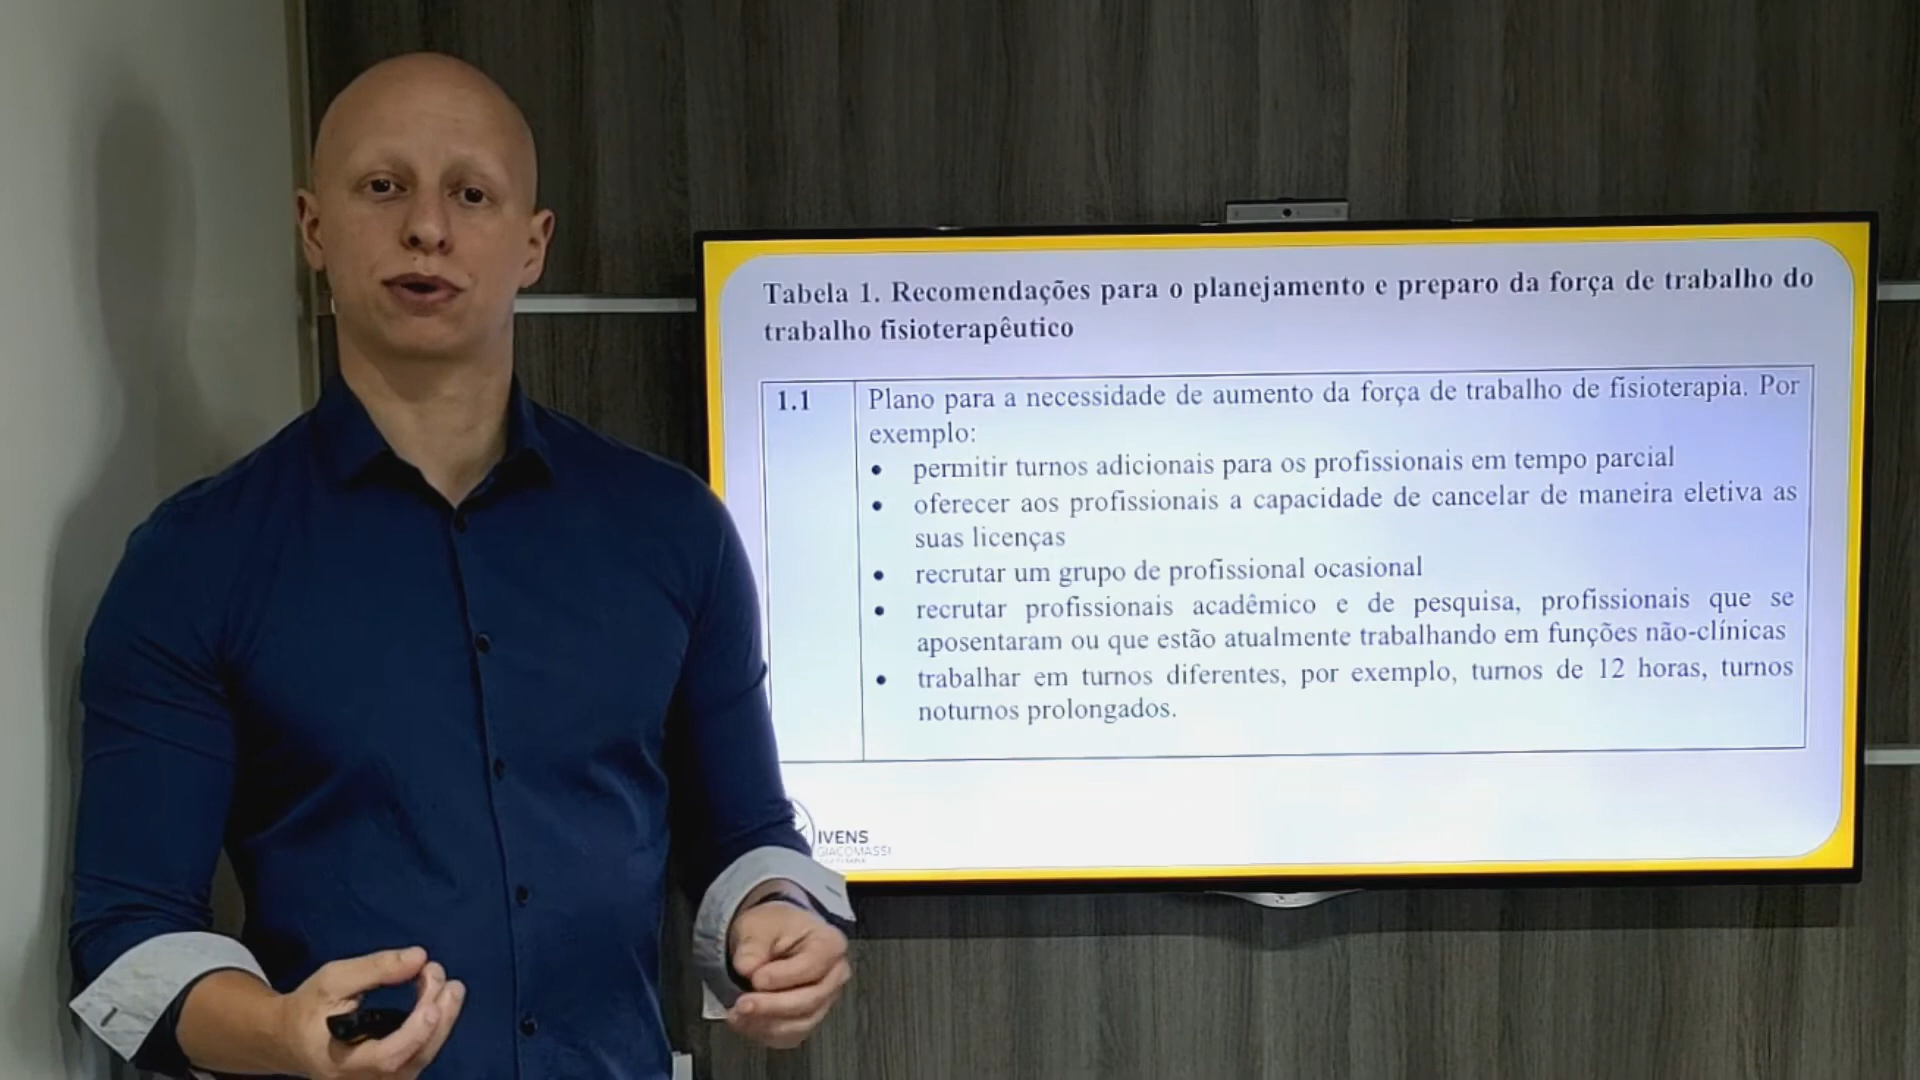 Tabela 1. Recomendações para o planejamento e preparo da força de trabalho do
trabalho fisioterapêutico
1.1
Plano para a necessidade de aumento da força de trabalho de fisioterapia. Por
exemplo:
• permitir turnos adicionais para os profissionais em tempo parcial
• oferecer aos profissionais a capacidade de cancelar de maneira eletiva as
suas licenças
• recrutar um grupo de profissional ocasional
• recrutar profissionais acadêmico e de pesquisa, profissionais que se
aposentaram ou que estão atualmente trabalhando em funções não-clínicas
• trabalhar em turnos diferentes, por exemplo, turnos de 12 horas, turnos
noturnos prolongados.
IVENS
GIACOMASSI